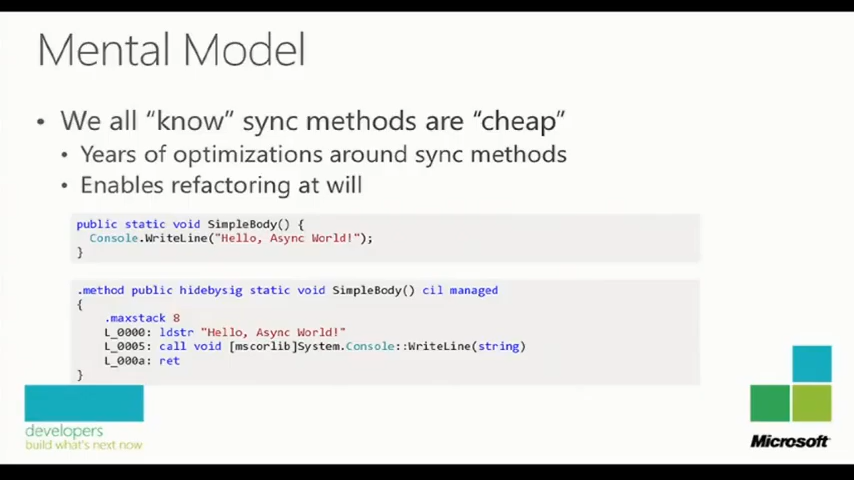 Mental Model
• We all “know” sync methods are “cheap”
• Years of optimizations around sync methods
• Enables refactoring at will
public static void SimpleBody() {
Console.WriteLine("Hello, Async World!");
}
.method public hidebysig static void SimpleBody() cil managed
{
.maxstack 8
L_0000: ldstr "Hello, Async World!"
L_0005: call void [mscorlib]System.Console::WriteLine(string)
L_000a: ret
}
developers
build what's next now
Microsoft